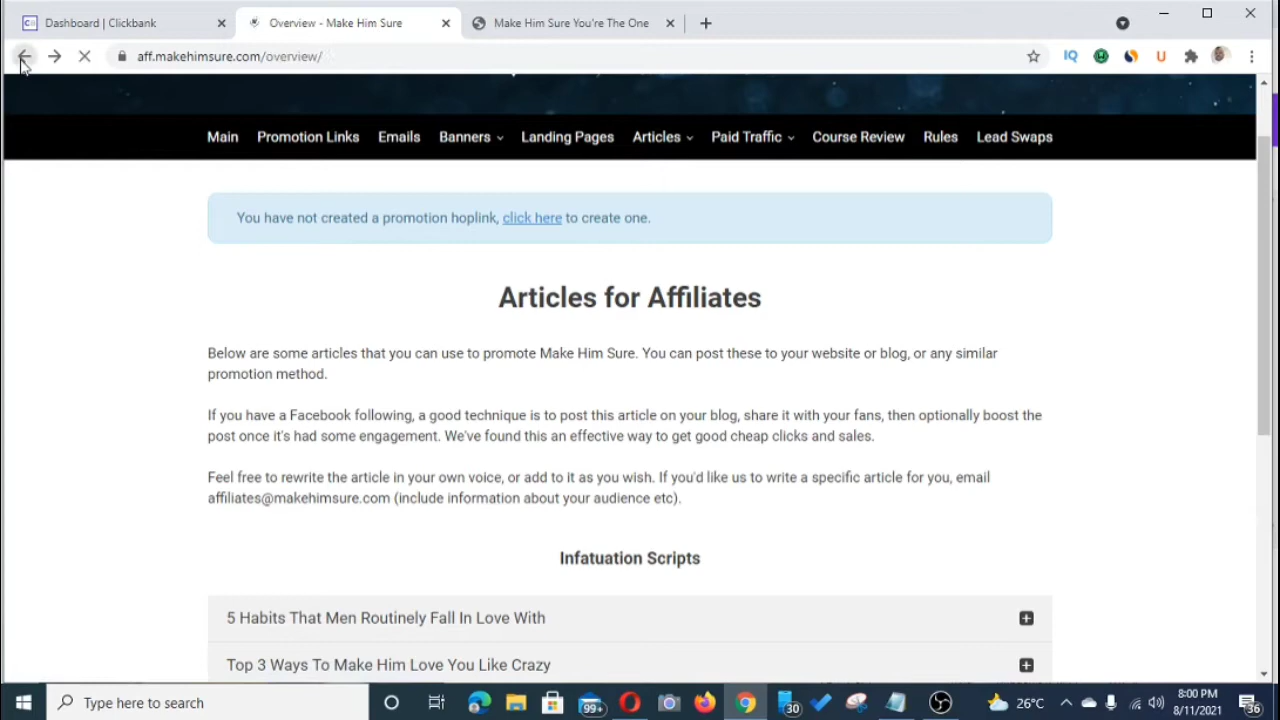 Dashboard | Clickbank
Overview - Make Him Sure
Make Him Sure You're The One
aff.makehimsure.com/overview/
IQ
U
Main Promotion Links Emails Banners Landing Pages Articles Paid Traffic Course Review Rules Lead Swaps
You have not created a promotion hoplink, click here to create one.
Articles for Affiliates
Below are some articles that you can use to promote Make Him Sure. You can post these to your website or blog, or any similar
promotion method.
If you have a Facebook following, a good technique is to post this article on your blog, share it with your fans, then optionally boost the
post once it's had some engagement. We've found this an effective way to get good cheap clicks and sales.
Feel free to rewrite the article in your own voice, or add to it as you wish. If you'd like us to write a specific article for you, email
affiliates@makehimsure.com (include information about your audience etc).
Infatuation Scripts
5 Habits That Men Routinely Fall In Love With
Top 3 Ways To Make Him Love You Like Crazy
Type here to search
99+
30
26°C
8:00 PM
8/11/2021
36